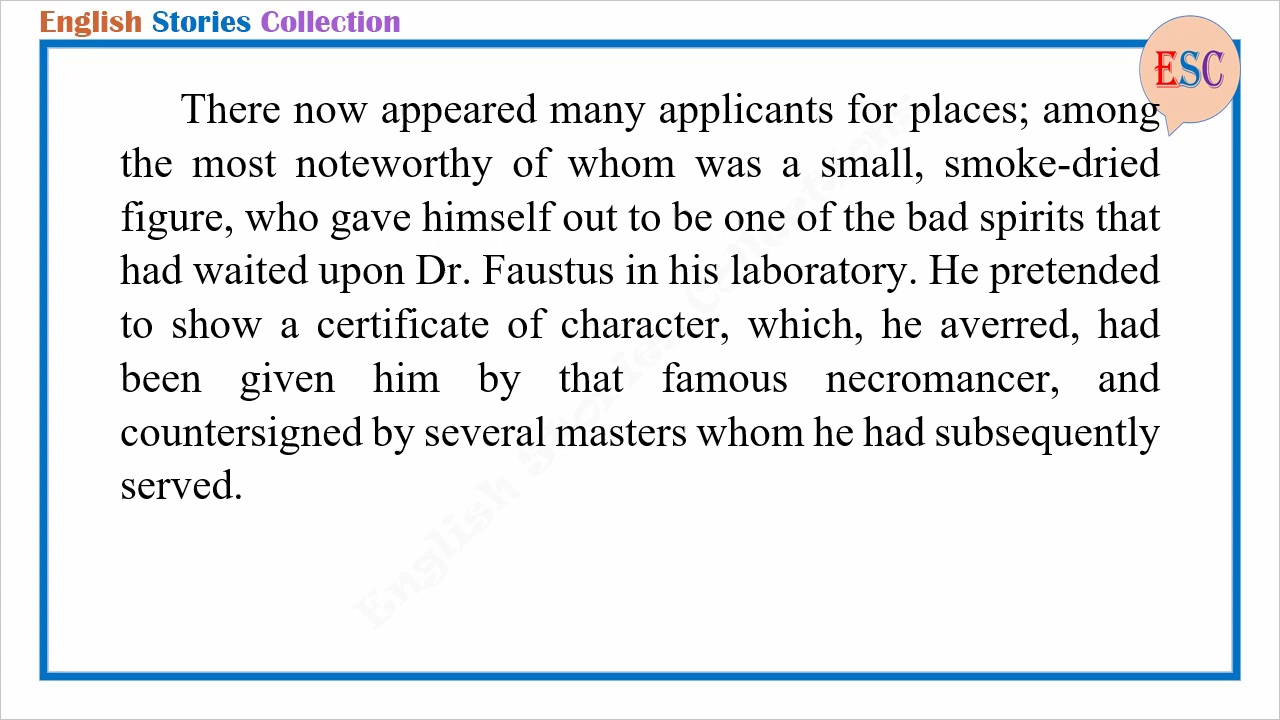 English Stories Collection
ESC
There now appeared many applicants for places; among
the most noteworthy of whom was a small, smoke-dried
figure, who gave himself out to be one of the bad spirits that
had waited upon Dr. Faustus in his laboratory. He pretended
to show a certificate of character, which, he averred, had
been given him by that famous necromancer, and
countersigned by several masters whom he had subsequently
served.
English Stories Collections